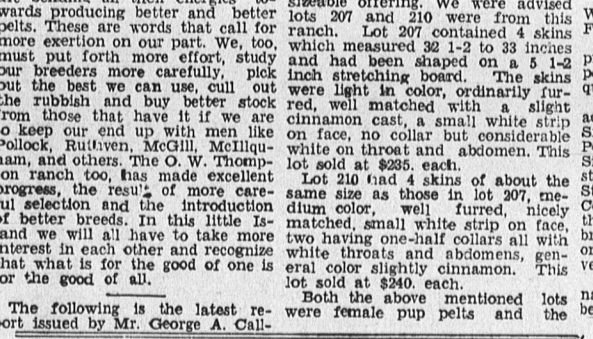 wards producing better and better
pelts. These are words that call for
more exertion on our part. We, too,
must put forth more effort, study
our breeders more carefully, pick
out the best we can use, cull out
the rubbish and buy better stock
from those that have it if we are
to keep our end up with men like
Pollock, Ruthven, McGill, McIllqu-
ham, and others. The O. W. Thomp-
son ranch too, has made excellent
progress, the result of more care-
ful selection and the introduction
of better breeds. In this little Is-
land we will all have to take more
interest in each other and recognize
that what is for the good of one is
for the good of all.
The following is the latest re-
port issued by Mr. George A. Call-
sizeable offering. We were advised
lots 207 and 210 were from this
ranch. Lot 207 contained 4 skins
which measured 32 1-2 to 33 inches
and had been shaped on a 5 1-2
inch stretching board. The skins
were light in color, ordinarily fur-
red, well matched with a slight
cinnamon cast, a small white strip
on face, no collar but considerable
white on throat and abdomen. This
lot sold at $235. each.
Lot 210 had 4 skins of about the
same size as those in lot 207, me-
dium color, well furred, nicely
matched, small white strip on face,
two having one-half collars all with
white throats and abdomens, gen-
eral color slightly cinnamon. This
lot sold at $240. each.
Both the above mentioned lots
were female pup pelts and the